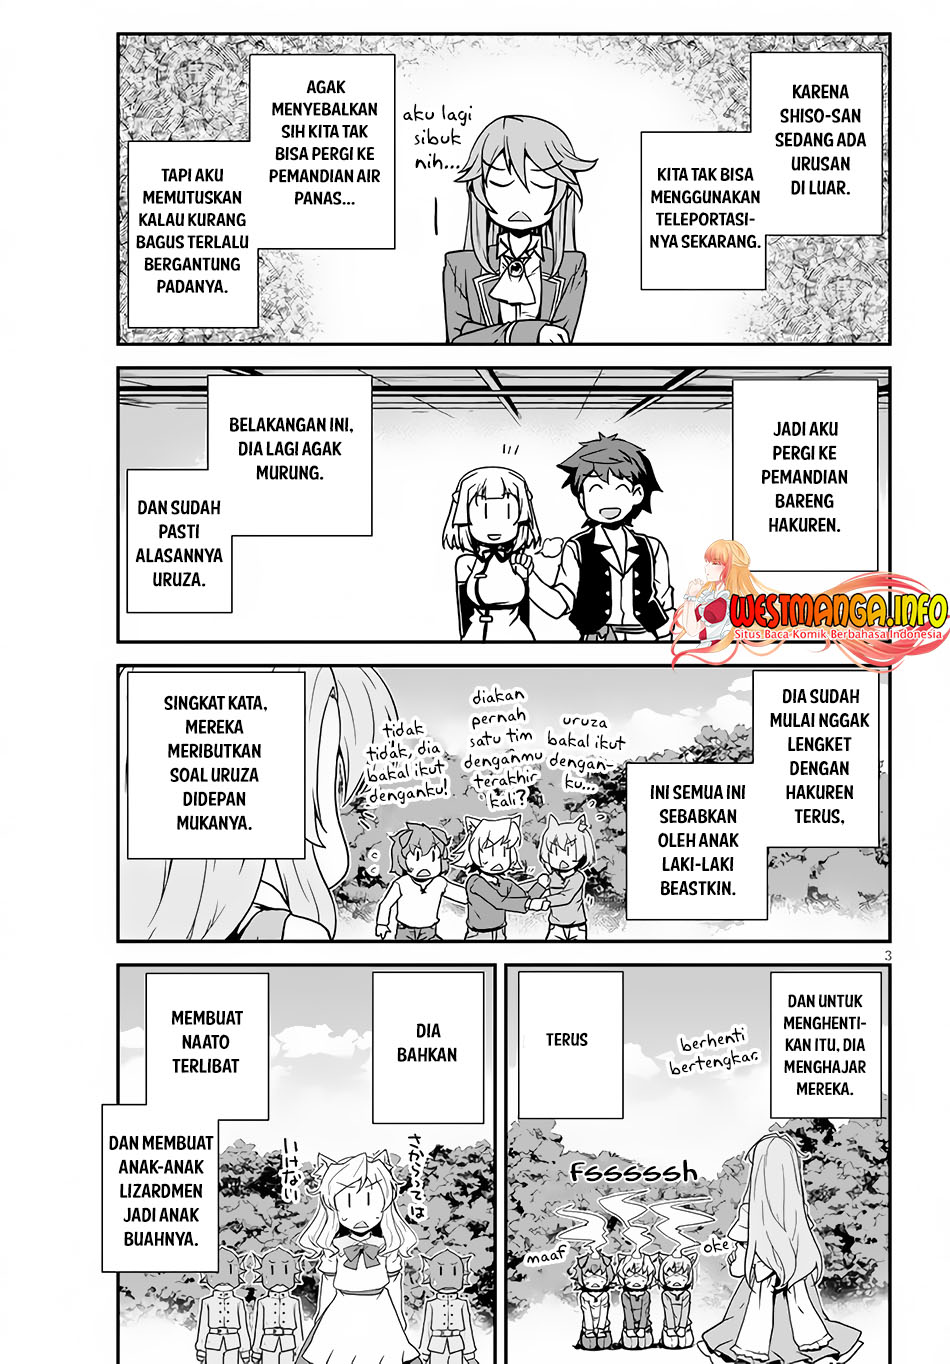 KARENA
SHISO-SAN
SEDANG ADA
URUSAN
DI LUAR.
KITA TAK BISA
MENGGUNAKAN
TELEPORTASI-
NYA SEKARANG.
aku lagi
sibuk
nih...
AGAK
MENYEBALKAN
SIH KITA TAK
BISA PERGI KE
PEMANDIAN AIR
PANAS...
TAPI AKU
MEMUTUSKAN
KALAU KURANG
BAGUS TERLALU
BERGANTUNG
PADANYA.
JADI AKU
PERGI KE
PEMANDIAN
BARENG
HAKUREN.
BELAKANGAN INI,
DIA LAGI AGAK
MURUNG.
DAN SUDAH
PASTI
ALASANNYA
URUZA.
WESTMANGA.INFO
Situs Baca Komik Berbahasa Indonesia
DIA SUDAH
MULAI NGGAK
LENGKET
DENGAN
HAKUREN
TERUS,
INI SEMUA INI
SEBABKAN
OLEH ANAK
LAKI-LAKI
BEASTKIN.
uruza
bakal ikut
dengan-
ku...
diakan
pernah
satu tim
denganmu
terakhir
kali?
tidak
tidak, dia
bakal ikut
denganku!
SINGKAT KATA,
MEREKA
MERIBUTKAN
SOAL URUZA
DIDEPAN
MUKANYA.
3
DAN UNTUK
MENGHENTI-
KAN ITU, DIA
MENGHAJAR
MEREKA.
berhenti
bertengkar.
TERUS
Fssssssh
maaf
oke
DIA
BAHKAN
MEMBUAT
NAATO
TERLIBAT
さからっては
いけない
DAN MEMBUAT
ANAK-ANAK
LIZARDMEN
JADI ANAK
BUAHNYA.